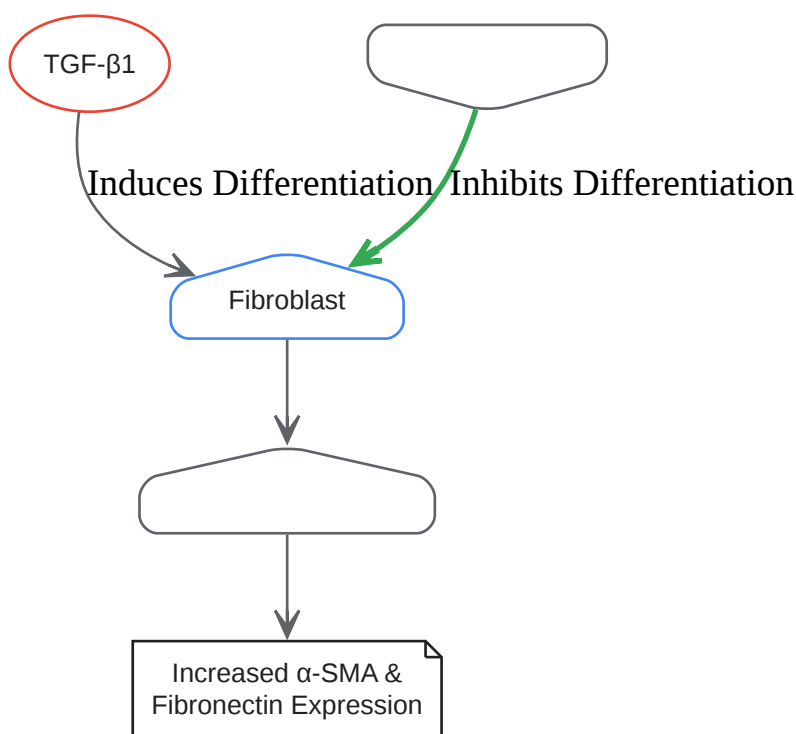 TGF-β1
Induces Differentiation
Inhibits Differentiation
Fibroblast
Increased α-SMA &
Fibronectin Expression